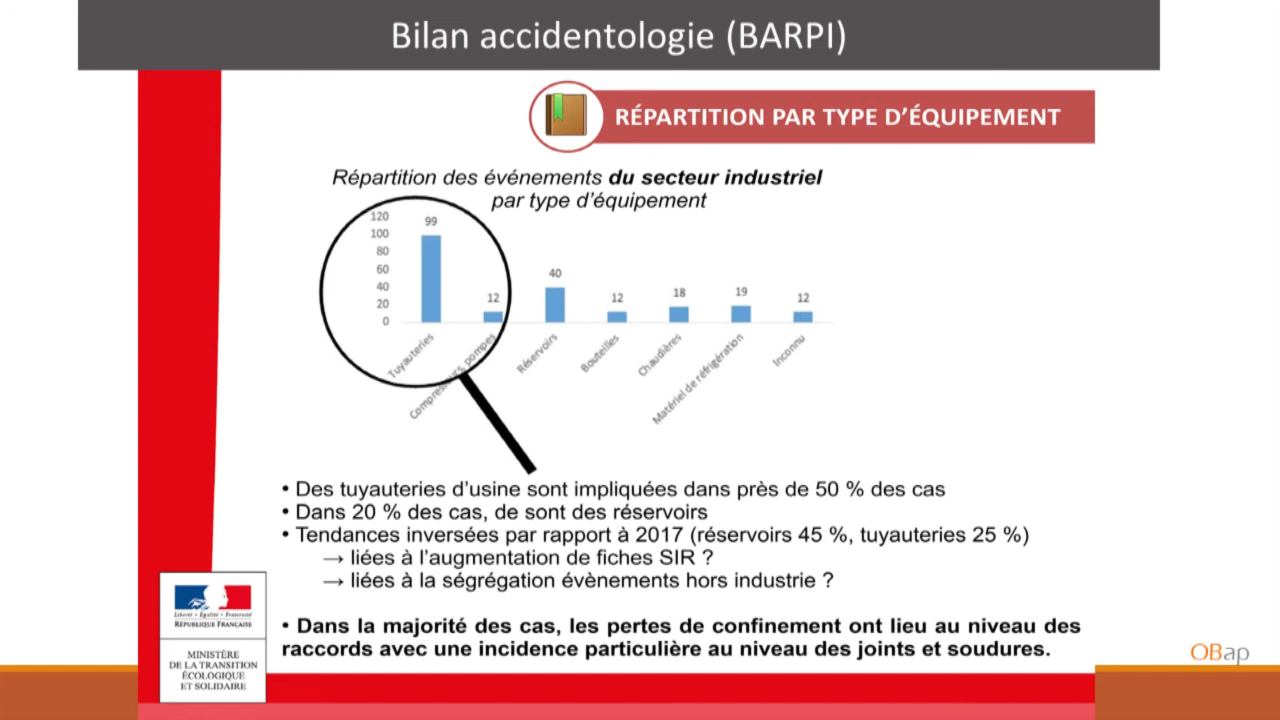 Bilan accidentologie (BARPI)
RÉPARTITION PAR TYPE D'ÉQUIPEMENT
Répartition des événements du secteur industriel
par type d'équipement
120
100
80
60
40
20
0
99
12
40
12
18
19
12
Tuyauteries
Compresseurs pompes
Réservoirs
Bouteilles
Chaudières
Matériel de réfrigération
Inconnu
• Des tuyauteries d'usine sont impliquées dans près de 50 % des cas
• Dans 20 % des cas, de sont des réservoirs
• Tendances inversées par rapport à 2017 (réservoirs 45 %, tuyauteries 25 %)
→ liées à l'augmentation de fiches SIR ?
→ liées à la ségrégation évènements hors industrie ?
• Dans la majorité des cas, les pertes de confinement ont lieu au niveau des
raccords avec une incidence particulière au niveau des joints et soudures.
Liberté • Égalité • Fraternité
RÉPUBLIQUE FRANÇAISE
MINISTÈRE
DE LA TRANSITION
ÉCOLOGIQUE
ET SOLIDAIRE
OBap